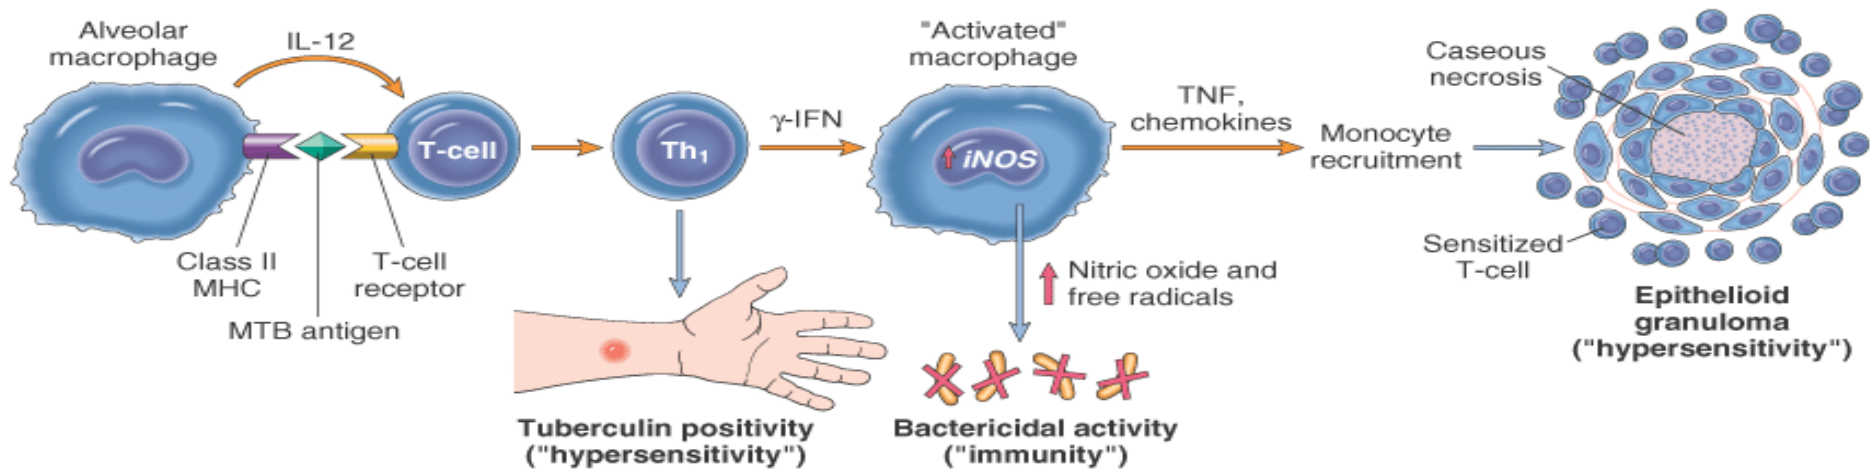 Alveolar
macrophage
IL-12
T-cell
Class II
MHC
MTB antigen
T-cell
receptor
Th₁
γ-IFN
"Activated"
macrophage
iNOS
TNF,
chemokines
Monocyte
recruitment
Caseous
necrosis
Sensitized
T-cell
Epithelioid
granuloma
("hypersensitivity")
Nitric oxide and
free radicals
Tuberculin positivity
("hypersensitivity")
Bactericidal activity
("immunity")